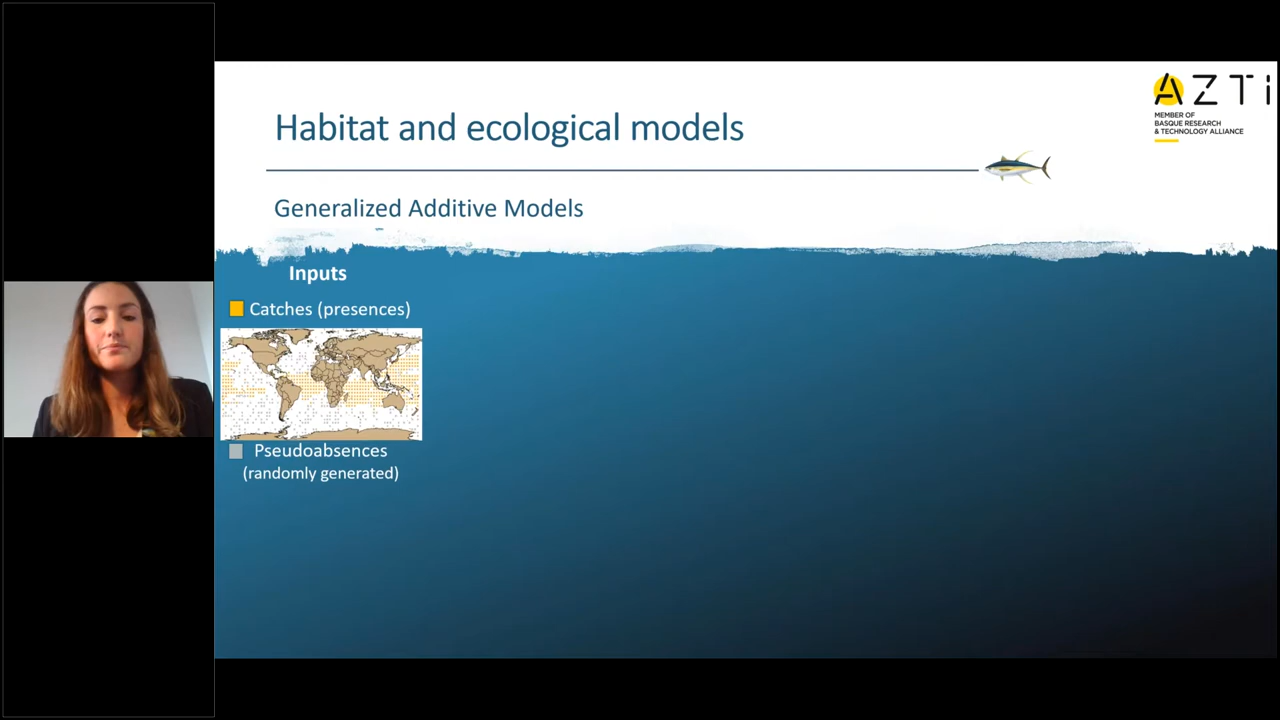 AZTi
MEMBER OF
BASQUE RESEARCH
& TECHNOLOGY ALLIANCE
Habitat and ecological models
Generalized Additive Models
Inputs
Catches (presences)
Pseudoabsences
(randomly generated)